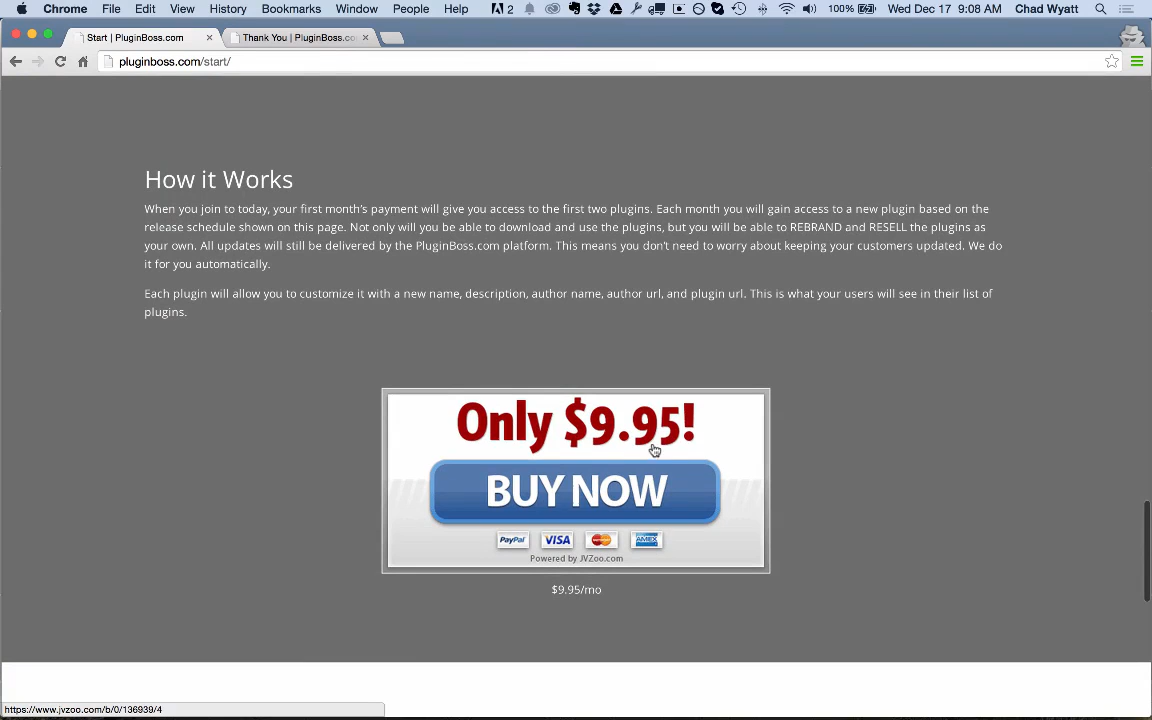 Chrome File Edit View History Bookmarks Window People Help 2 100% Wed Dec 17 9:08 AM Chad Wyatt
Start | PluginBoss.com Thank You | PluginBoss.co
pluginboss.com/start/
How it Works
When you join to today, your first month's payment will give you access to the first two plugins. Each month you will gain access to a new plugin based on the
release schedule shown on this page. Not only will you be able to download and use the plugins, but you will be able to REBRAND and RESELL the plugins as
your own. All updates will still be delivered by the PluginBoss.com platform. This means you don't need to worry about keeping your customers updated. We do
it for you automatically.
Each plugin will allow you to customize it with a new name, description, author name, author url, and plugin url. This is what your users will see in their list of
plugins.
Only $9.95!
BUY NOW
PayPal VISA MasterCard AMEX
Powered by JVZoo.com
$9.95/mo
https://www.jvzoo.com/b/0/136939/4